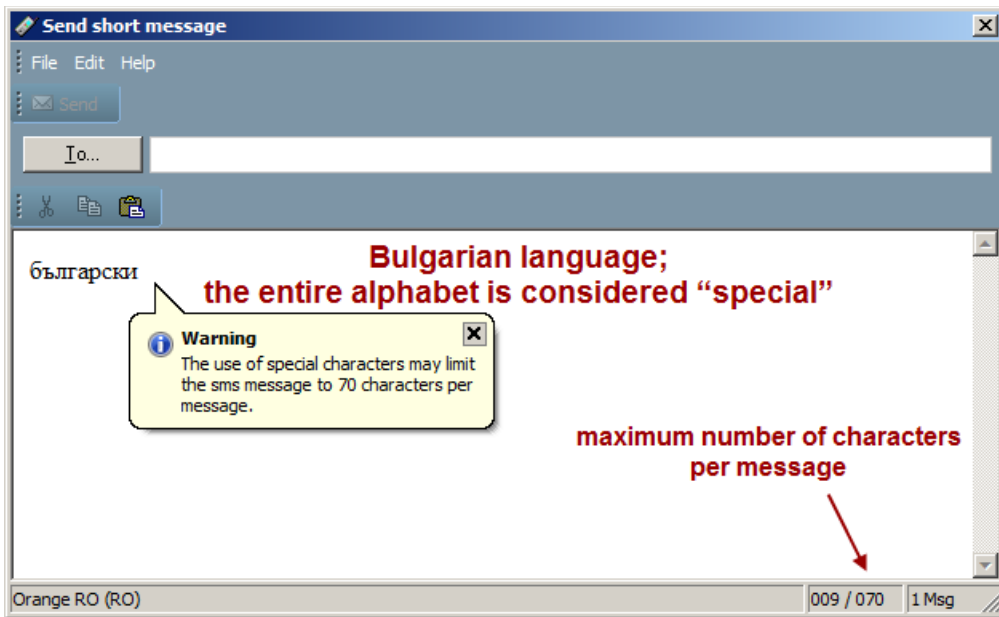 Send short message
File Edit Help
Send
To...
български
Bulgarian language;
the entire alphabet is considered “special”
Warning
The use of special characters may limit
the sms message to 70 characters per
message.
maximum number of characters
per message
Orange RO (RO) 009 / 070 1 Msg